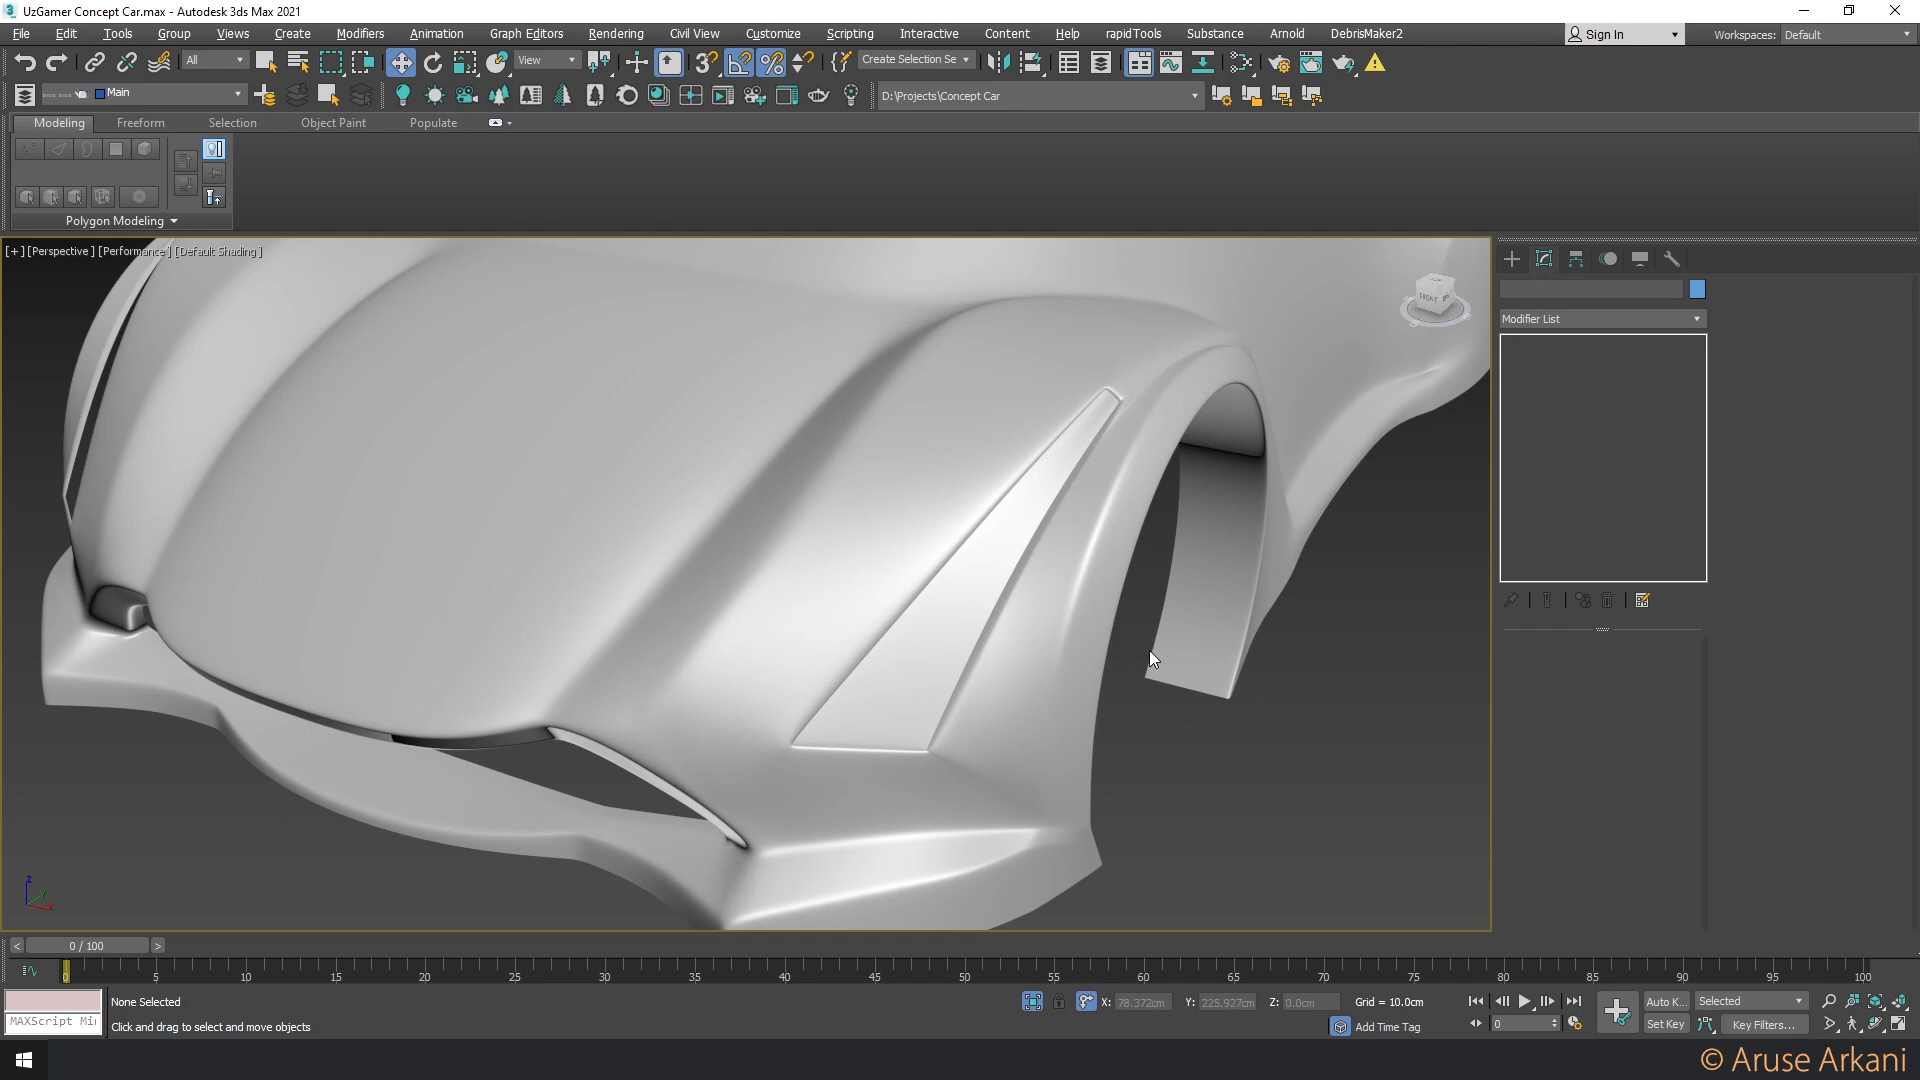 UzGamer Concept Car.max - Autodesk 3ds Max 2021
File Edit Tools Group Views Create Modifiers Animation Graph Editors Rendering Civil View Customize Scripting Interactive Content Help rapidTools Substance Arnold DebrisMaker2 Sign In Workspaces: Default
All View Create Selection Se
Main D:\Projects\Concept Car
Modeling Freeform Selection Object Paint Populate
Polygon Modeling
[+] [Perspective ] [Performance ] [Default Shading ]
FRONT
Modifier List
z
y
x
< 0 / 100 >
0 5 10 15 20 25 30 35 40 45 50 55 60 65 70 75 80 85 90 95 100
None Selected X: 78.372cm Y: 225.927cm Z: 0.0cm Grid = 10.0cm Auto K... Selected
MAXScript Mi Click and drag to select and move objects Add Time Tag 0 Set Key Key Filters...
© Aruse Arkani